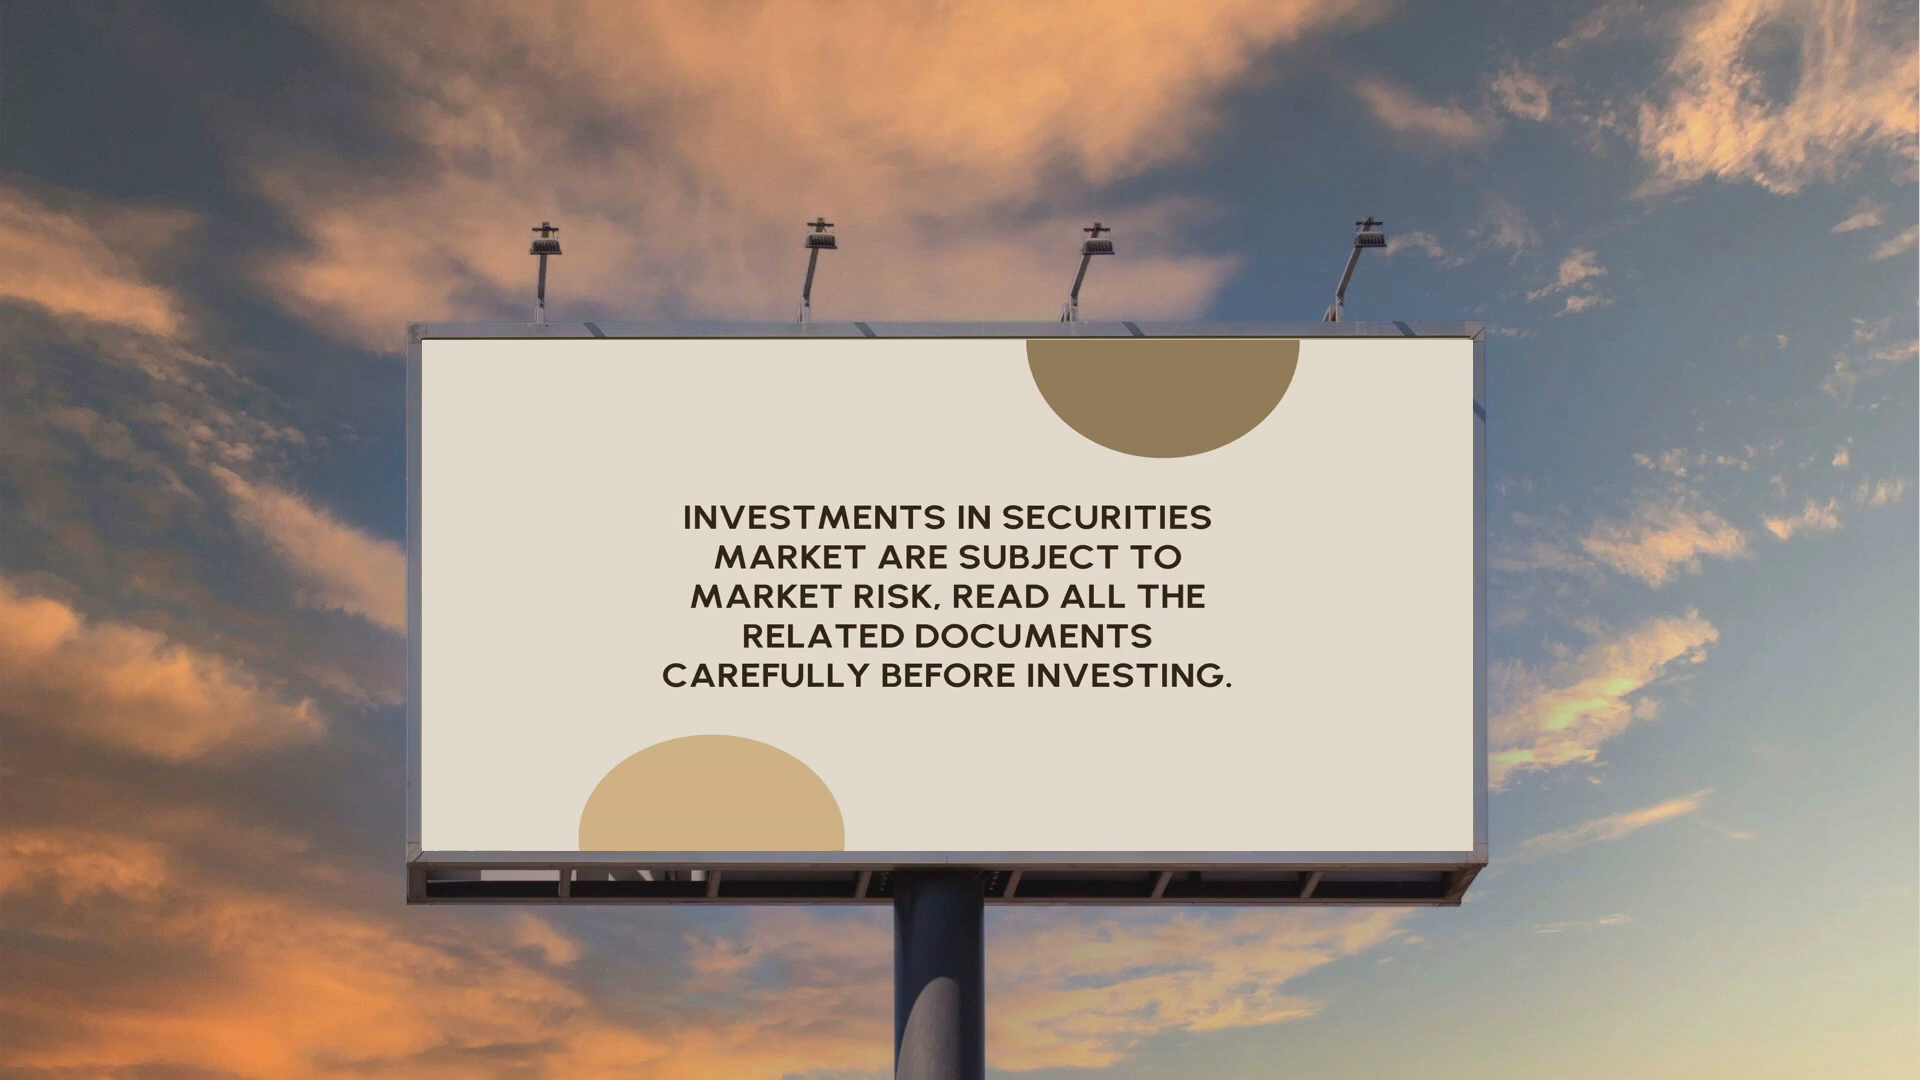 INVESTMENTS IN SECURITIES
MARKET ARE SUBJECT TO
MARKET RISK, READ ALL THE
RELATED DOCUMENTS
CAREFULLY BEFORE INVESTING.